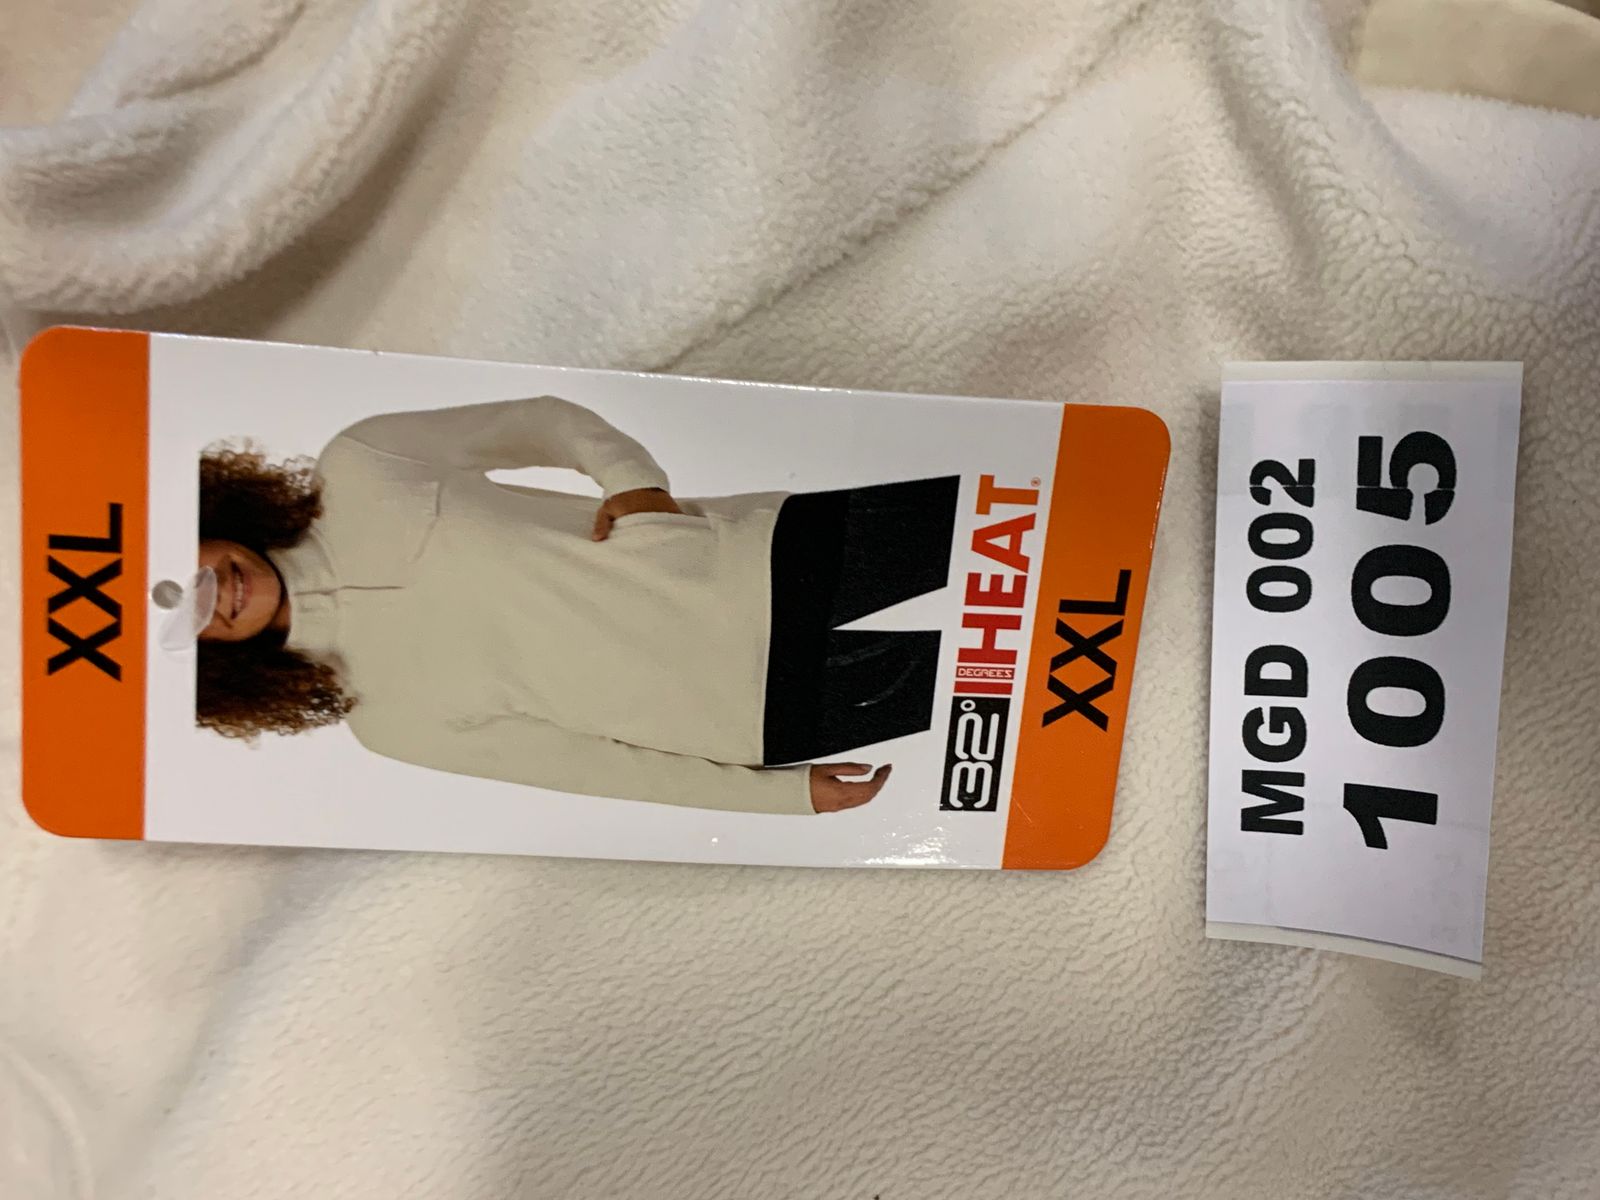 XXL
32° DEGREES HEAT®
XXL
MGD 002
1005